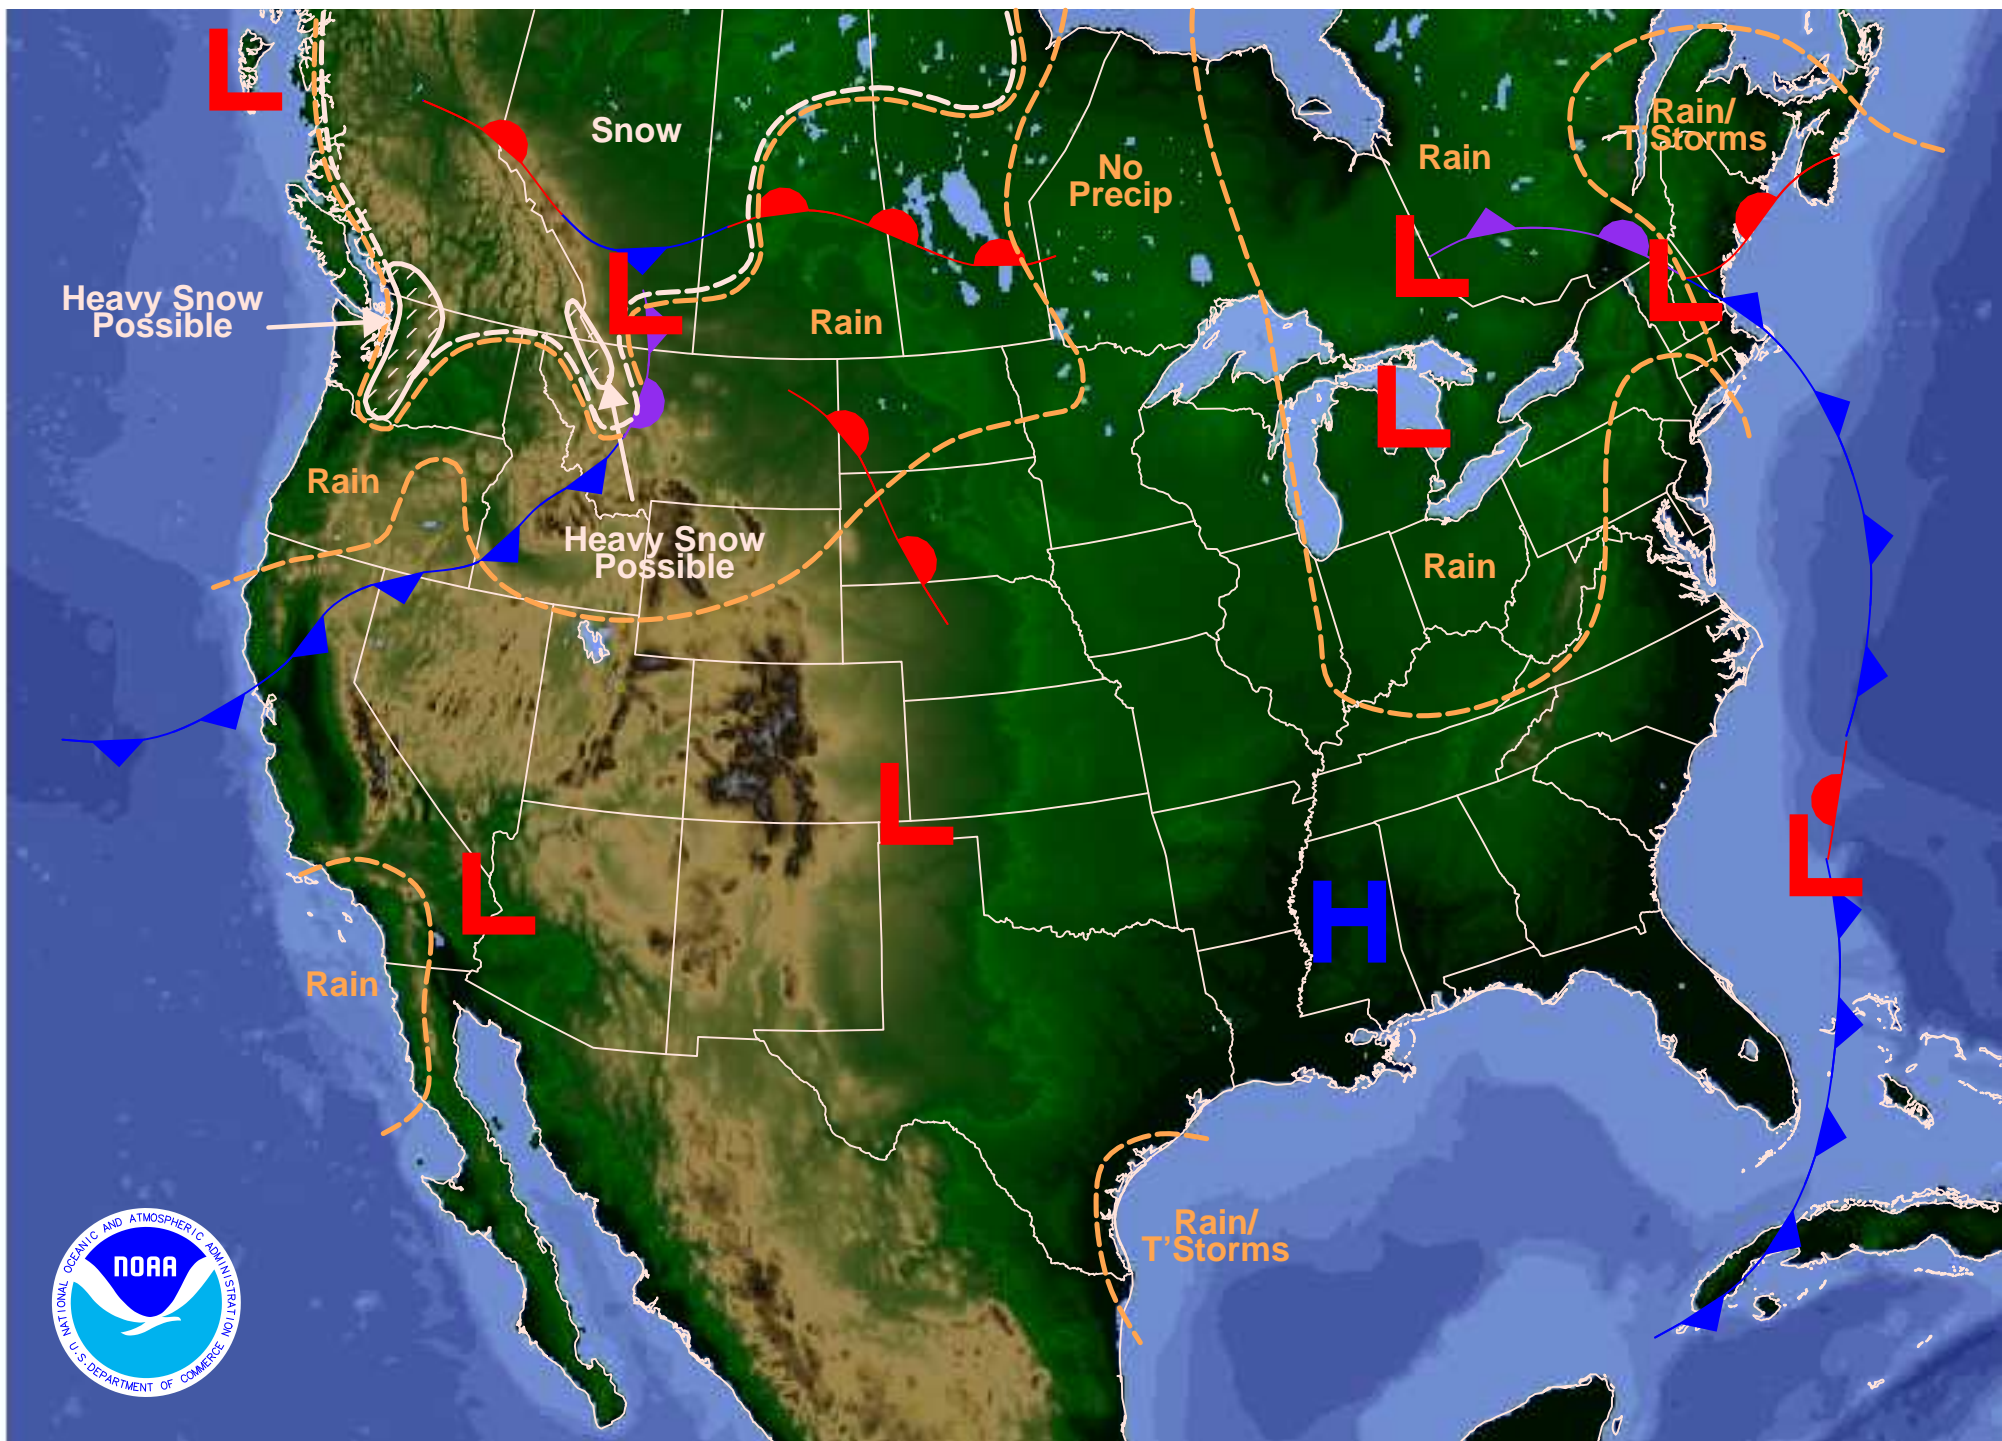 L
Snow
Rain/
T'Storms
Rain
No
Precip
L
L
L
Heavy Snow
Possible
Rain
L
Rain
Heavy Snow
Possible
Rain
L
L
L
H
Rain
Rain/
T'Storms
NATIONAL OCEANIC AND ATMOSPHERIC ADMINISTRATION
NOAA
U.S. DEPARTMENT OF COMMERCE